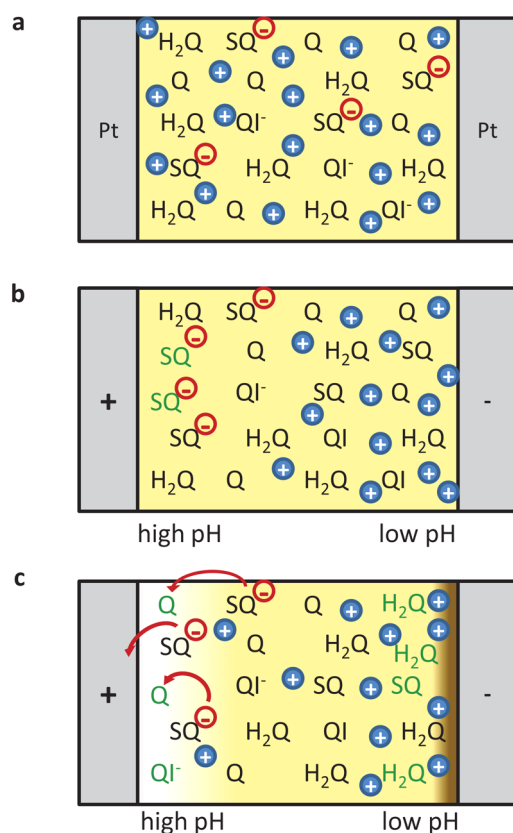 a
H₂Q SQ⁻ + Q +
Q + Q H₂Q SQ⁻
Pt H₂Q + QI⁻ SQ⁻ + Q Pt
SQ⁻ H₂Q QI⁻ +
H₂Q + Q + H₂Q QI⁻ +
b
H₂Q SQ⁻ Q + Q +
SQ⁻ Q + H₂Q + SQ
+ SQ⁻ QI⁻ SQ + Q -
SQ⁻ H₂Q + QI + H₂Q
H₂Q Q + H₂Q + QI +
high pH low pH
c
Q SQ⁻ Q + H₂Q +
SQ⁻ + Q H₂Q + H₂Q +
+ Q QI⁻ + SQ + SQ + -
SQ⁻ + H₂Q QI + H₂Q
QI⁻ Q H₂Q + H₂Q +
high pH low pH